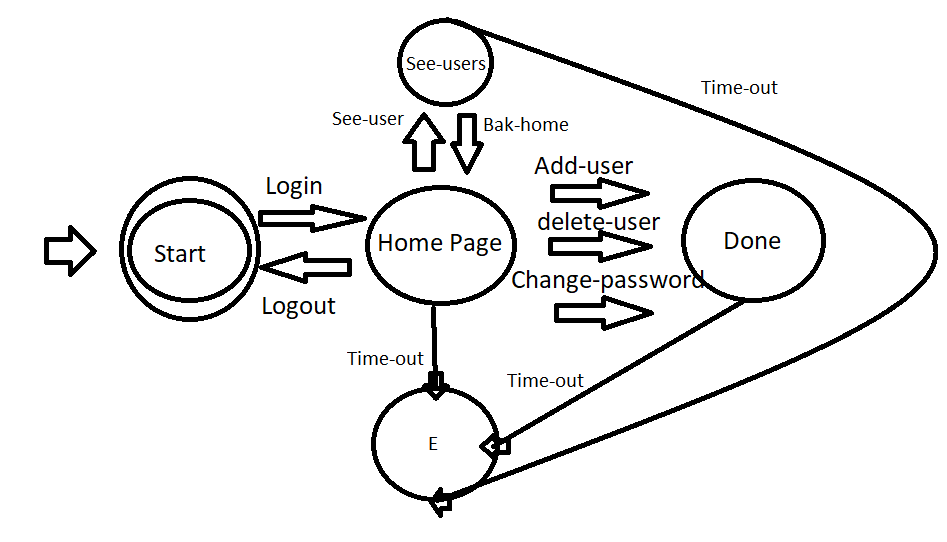 See-users
Time-out
See-user
Bak-home
Add-user
Login
delete-user
Start
Home Page
Done
Change-password
Logout
Time-out
Time-out
E